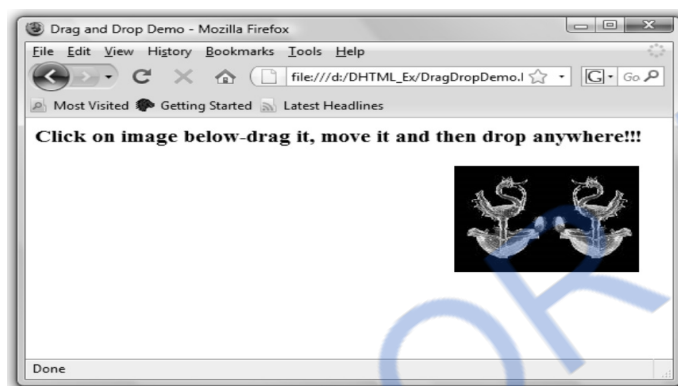 Drag and Drop Demo - Mozilla Firefox
File Edit View History Bookmarks Tools Help
file:///d:/DHTML_Ex/DragDropDemo.l G Go
Most Visited Getting Started Latest Headlines
Click on image below-drag it, move it and then drop anywhere!!!
OR
Done